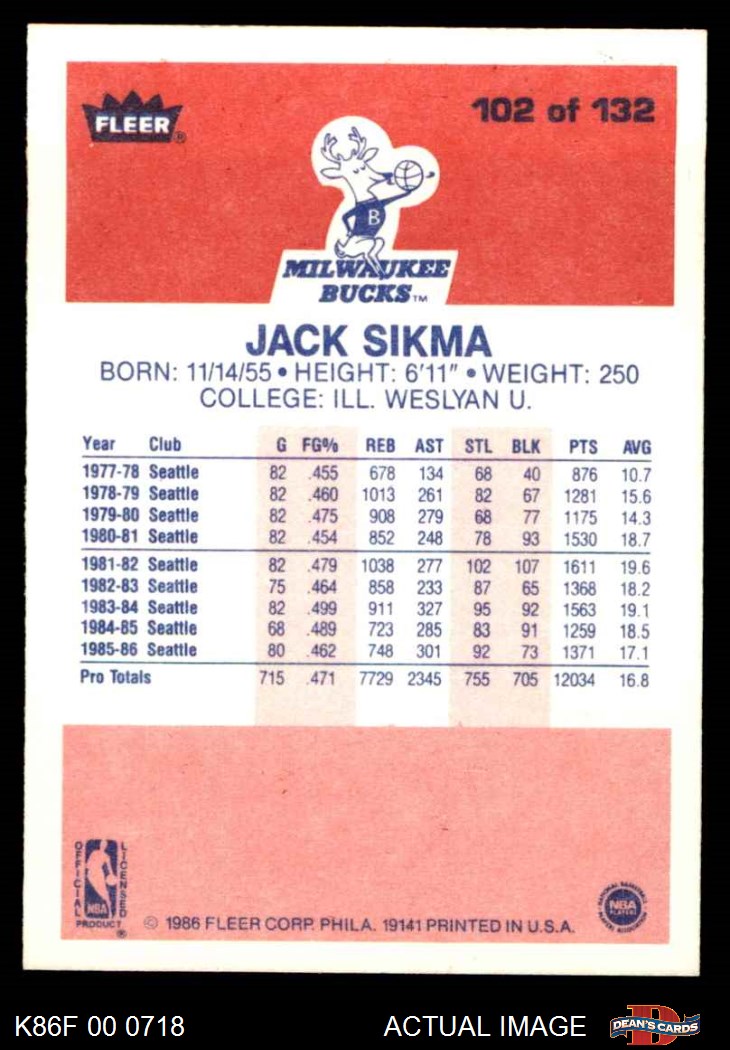 FLEER®
102 of 132
B
MILWAUKEE
BUCKS™
JACK SIKMA
BORN: 11/14/55 • HEIGHT: 6'11" • WEIGHT: 250
COLLEGE: ILL. WESLYAN U.
Year Club G FG% REB AST STL BLK PTS AVG
1977-78 Seattle 82 .455 678 134 68 40 876 10.7
1978-79 Seattle 82 .460 1013 261 82 67 1281 15.6
1979-80 Seattle 82 .475 908 279 68 77 1175 14.3
1980-81 Seattle 82 .454 852 248 78 93 1530 18.7
1981-82 Seattle 82 .479 1038 277 102 107 1611 19.6
1982-83 Seattle 75 .464 858 233 87 65 1368 18.2
1983-84 Seattle 82 .499 911 327 95 92 1563 19.1
1984-85 Seattle 68 .489 723 285 83 91 1259 18.5
1985-86 Seattle 80 .462 748 301 92 73 1371 17.1
Pro Totals 715 .471 7729 2345 755 705 12034 16.8
OFFICIAL LICENSED
NBA
PRODUCT ®
© 1986 FLEER CORP. PHILA. 19141 PRINTED IN U.S.A.
NATIONAL BASKETBALL
NBA
PLAYERS
ASSOCIATION
K86F 00 0718
ACTUAL IMAGE
DEAN'S CARDS